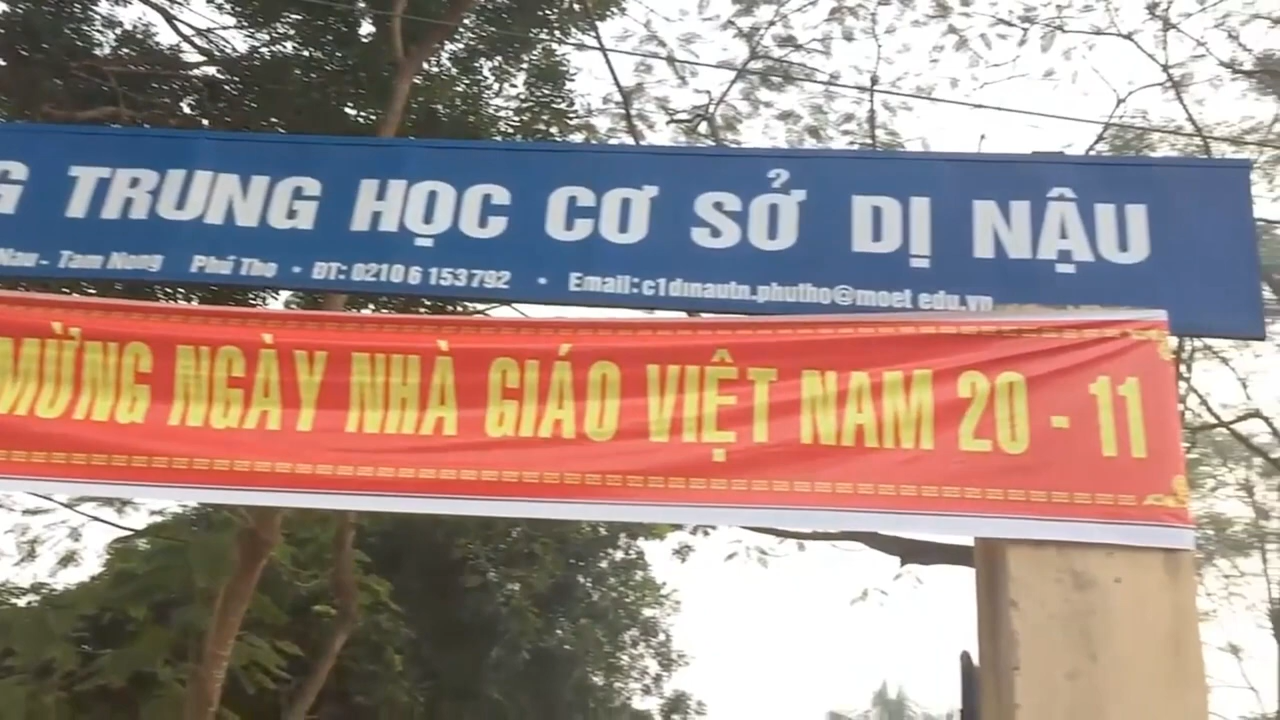 G TRUNG HỌC CƠ SỞ DỊ NẬU
Nau - Tam Nong Phú Thọ • ĐT: 0210 6 153792 • Email: c1dinautn.phutho@moet edu.vn
MỪNG NGÀY NHÀ GIÁO VIỆT NAM 20 - 11